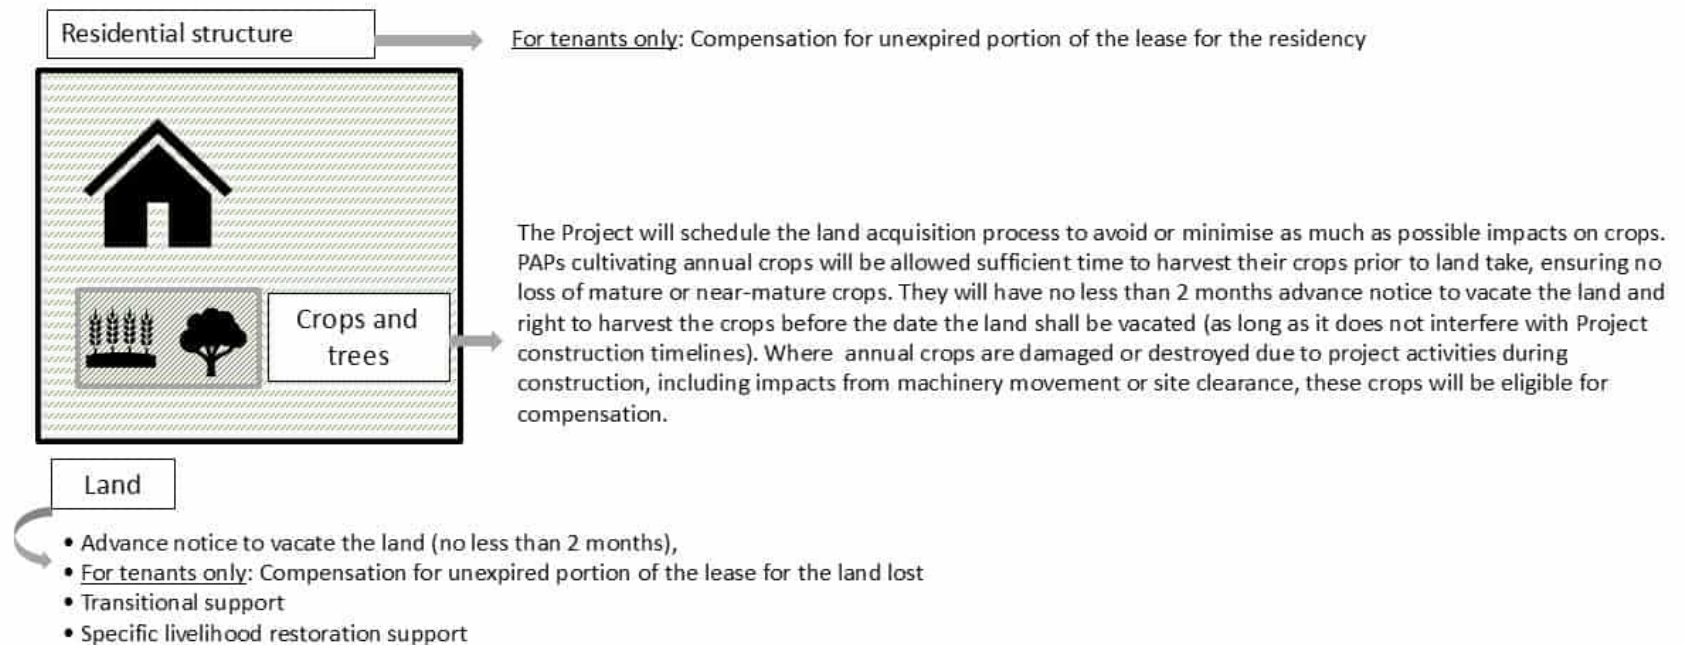 Residential structure
For tenants only: Compensation for unexpired portion of the lease for the residency
The Project will schedule the land acquisition process to avoid or minimise as much as possible impacts on crops.
PAPs cultivating annual crops will be allowed sufficient time to harvest their crops prior to land take, ensuring no
loss of mature or near-mature crops. They will have no less than 2 months advance notice to vacate the land and
right to harvest the crops before the date the land shall be vacated (as long as it does not interfere with Project
construction timelines). Where annual crops are damaged or destroyed due to project activities during
construction, including impacts from machinery movement or site clearance, these crops will be eligible for
compensation.
Crops and
trees
Land
• Advance notice to vacate the land (no less than 2 months),
• For tenants only: Compensation for unexpired portion of the lease for the land lost
• Transitional support
• Specific livelihood restoration support